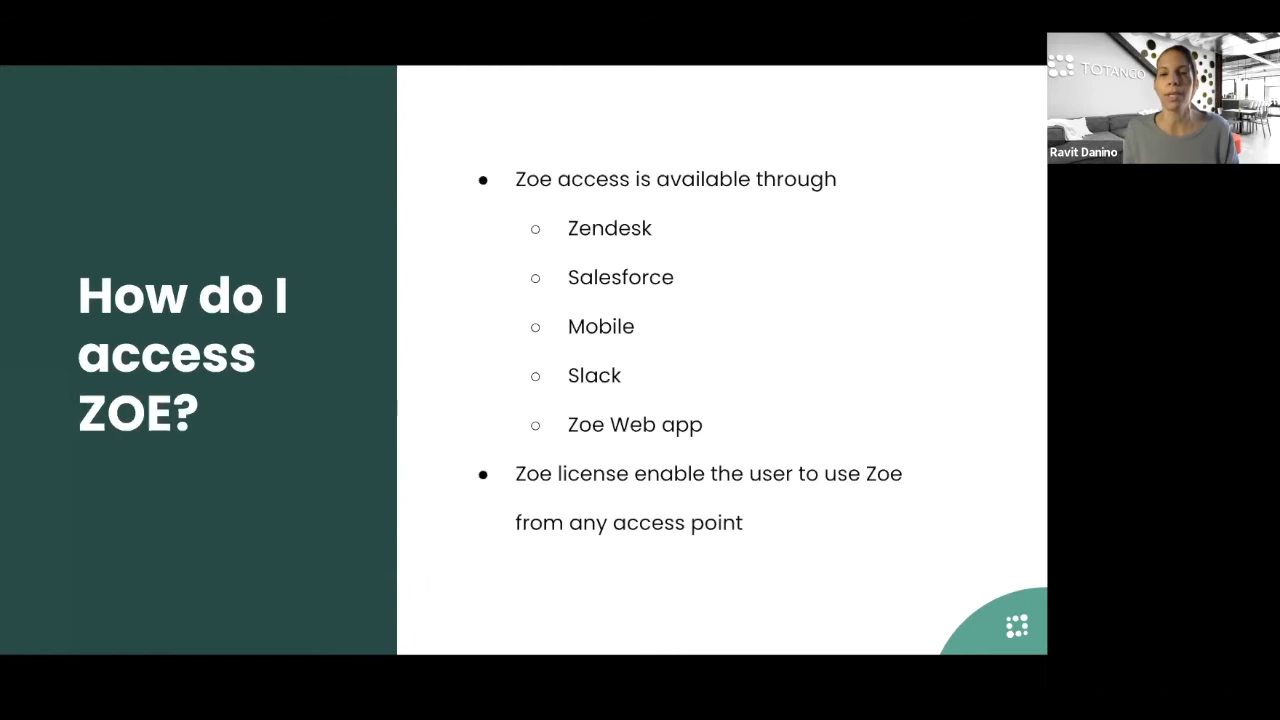 TOTANGO
Ravit Danino
How do I
access
ZOE?
● Zoe access is available through
○ Zendesk
○ Salesforce
○ Mobile
○ Slack
○ Zoe Web app
● Zoe license enable the user to use Zoe
from any access point